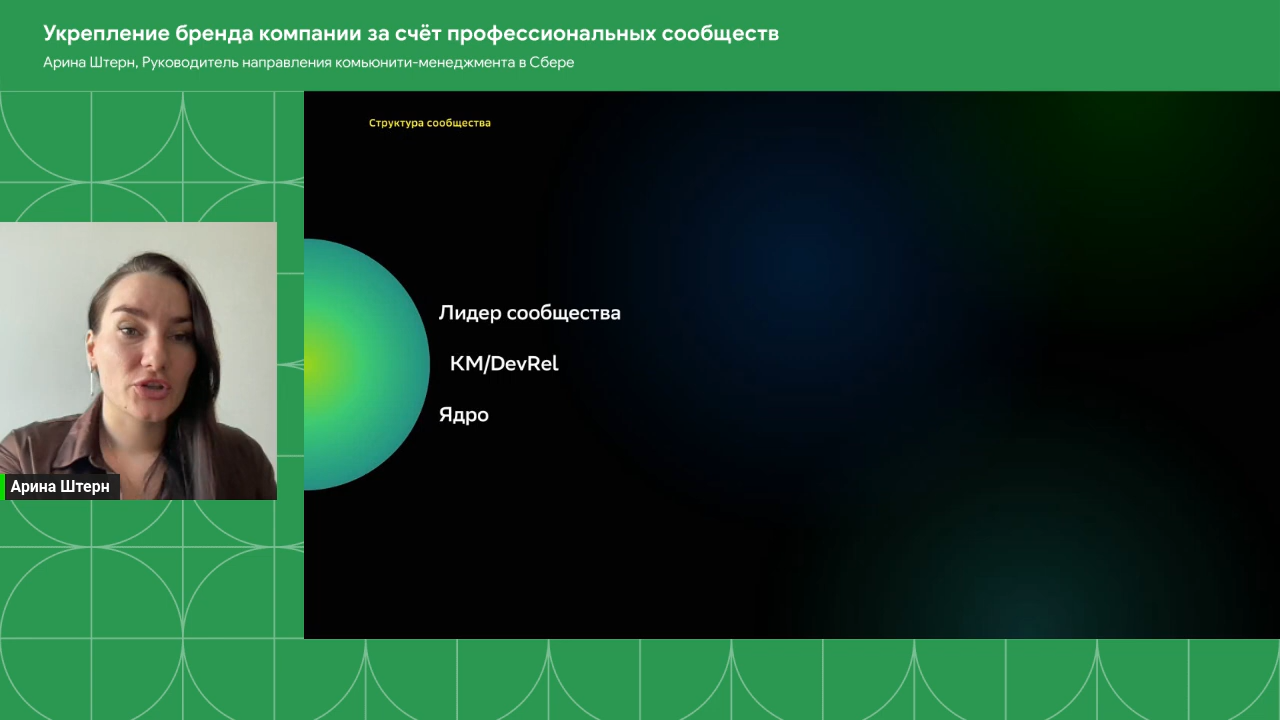 Укрепление бренда компании за счёт профессиональных сообществ
Арина Штерн, Руководитель направления комьюнити-менеджмента в Сбере
Структура сообщества
Лидер сообщества
КМ/DevRel
Ядро
Арина Штерн